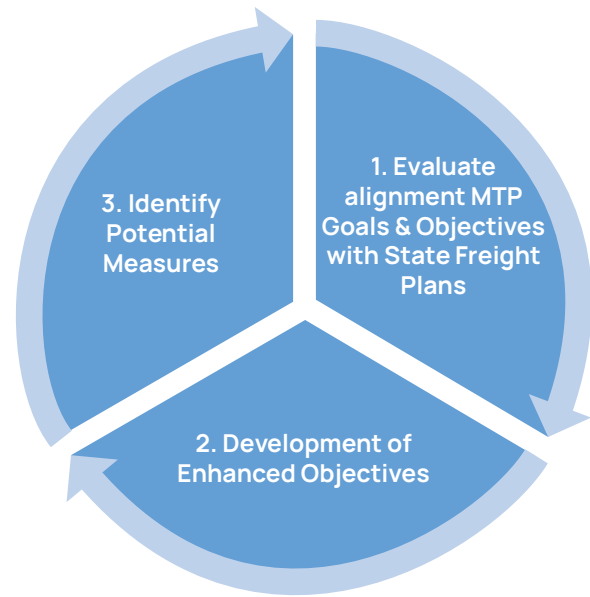 1. Evaluate
alignment MTP
Goals & Objectives
with State Freight
Plans
2. Development of
Enhanced Objectives
3. Identify
Potential
Measures